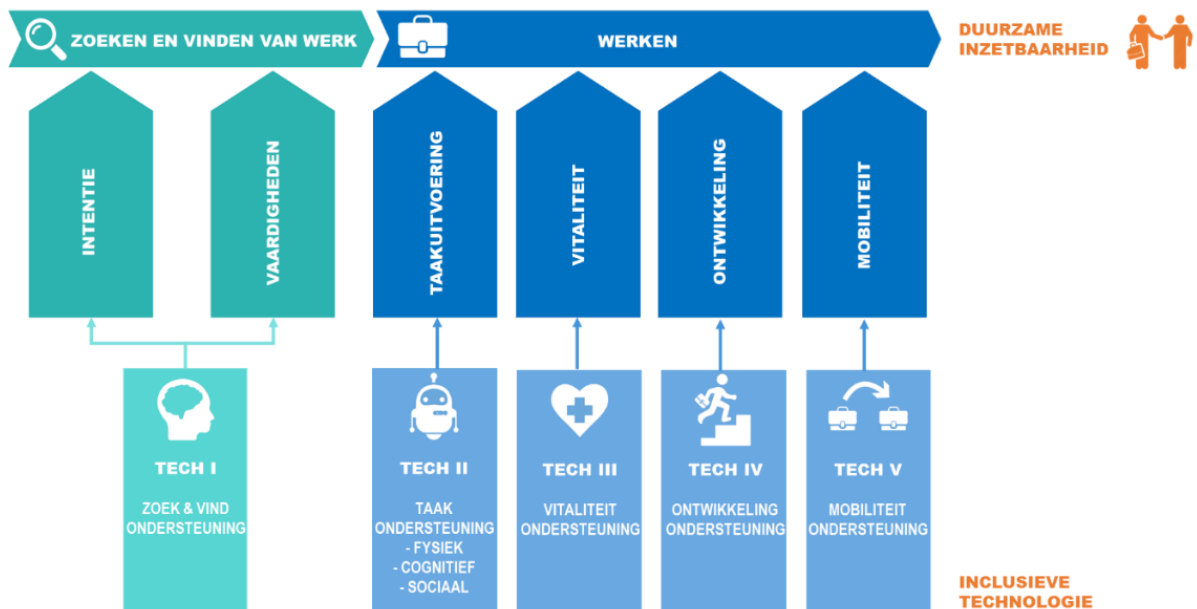 ZOEKEN EN VINDEN VAN WERK
WERKEN
DUURZAME
INZETBAARHEID
INTENTIE
VAARDIGHEDEN
TAAKUITVOERING
VITALITEIT
ONTWIKKELING
MOBILITEIT
TECH I
ZOEK & VIND
ONDERSTEUNING
TECH II
TAAK
ONDERSTEUNING
- FYSIEK
- COGNITIEF
- SOCIAAL
TECH III
VITALITEIT
ONDERSTEUNING
TECH IV
ONTWIKKELING
ONDERSTEUNING
TECH V
MOBILITEIT
ONDERSTEUNING
INCLUSIEVE
TECHNOLOGIE